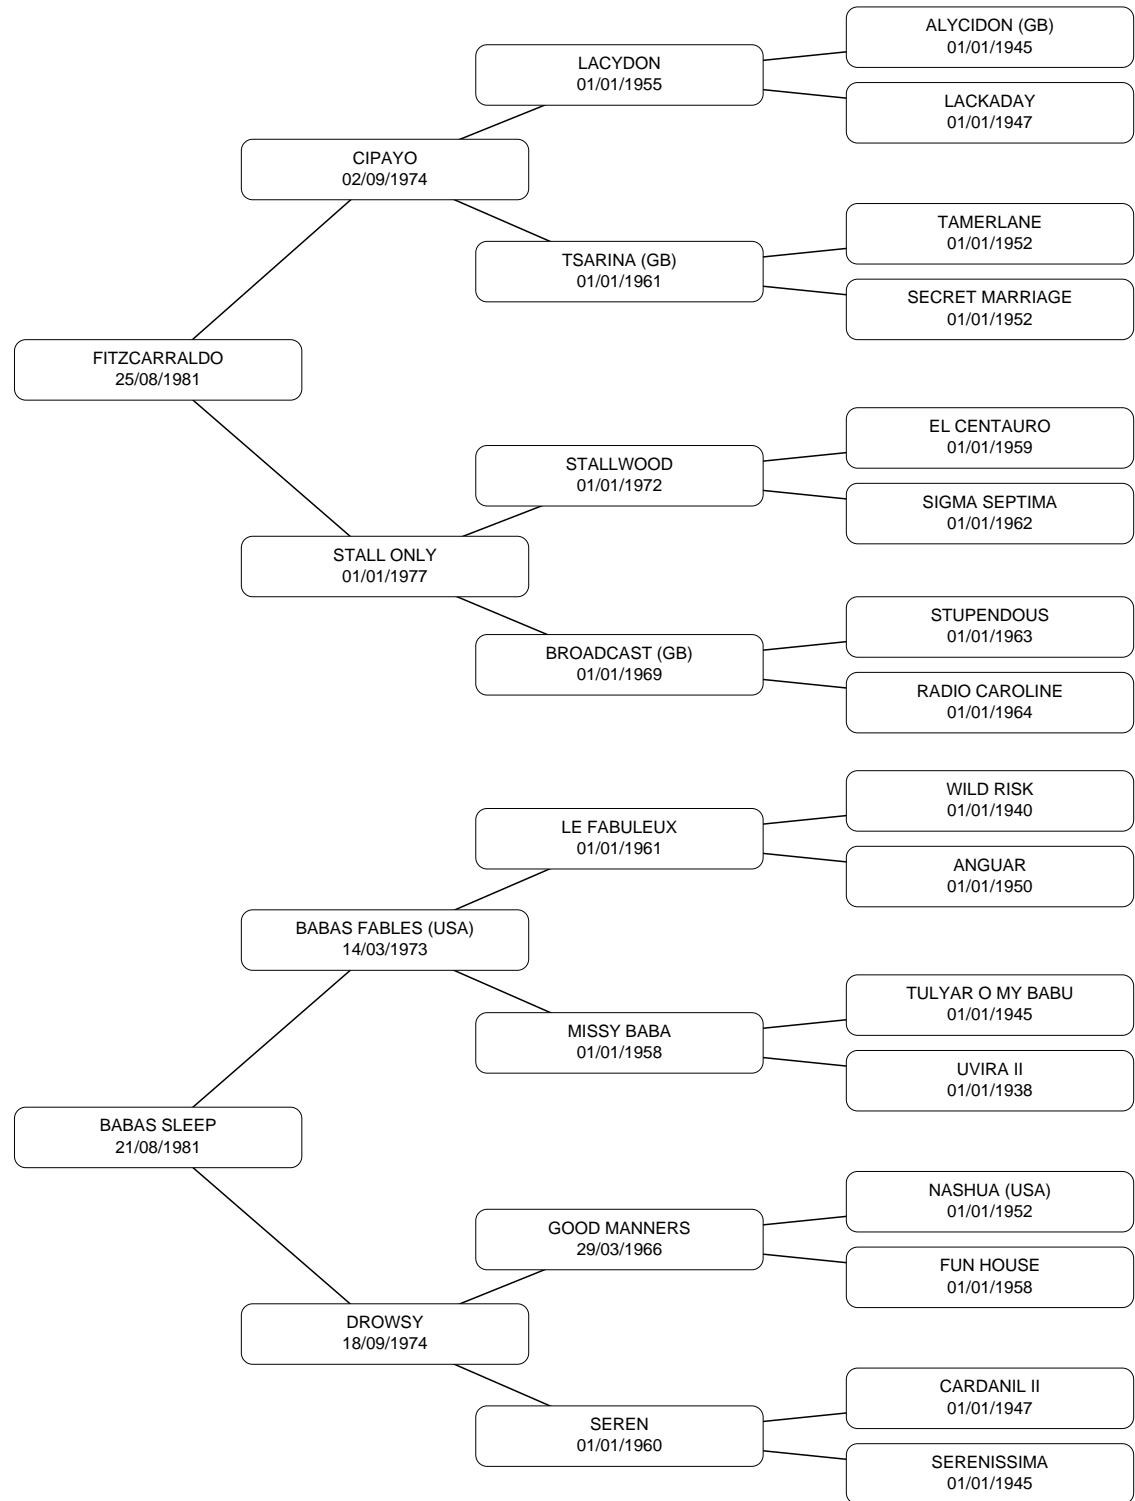 ALYCIDON (GB)
01/01/1945
LACYDON
01/01/1955
LACKADAY
01/01/1947
CIPAYO
02/09/1974
TAMERLANE
01/01/1952
TSARINA (GB)
01/01/1961
SECRET MARRIAGE
01/01/1952
FITZCARRALDO
25/08/1981
EL CENTAURO
01/01/1959
STALLWOOD
01/01/1972
SIGMA SEPTIMA
01/01/1962
STALL ONLY
01/01/1977
STUPENDOUS
01/01/1963
BROADCAST (GB)
01/01/1969
RADIO CAROLINE
01/01/1964
WILD RISK
01/01/1940
LE FABULEUX
01/01/1961
ANGUAR
01/01/1950
BABAS FABLES (USA)
14/03/1973
TULYAR O MY BABU
01/01/1945
MISSY BABA
01/01/1958
UVIRA II
01/01/1938
BABAS SLEEP
21/08/1981
NASHUA (USA)
01/01/1952
GOOD MANNERS
29/03/1966
FUN HOUSE
01/01/1958
DROWSY
18/09/1974
CARDANIL II
01/01/1947
SEREN
01/01/1960
SERENISSIMA
01/01/1945